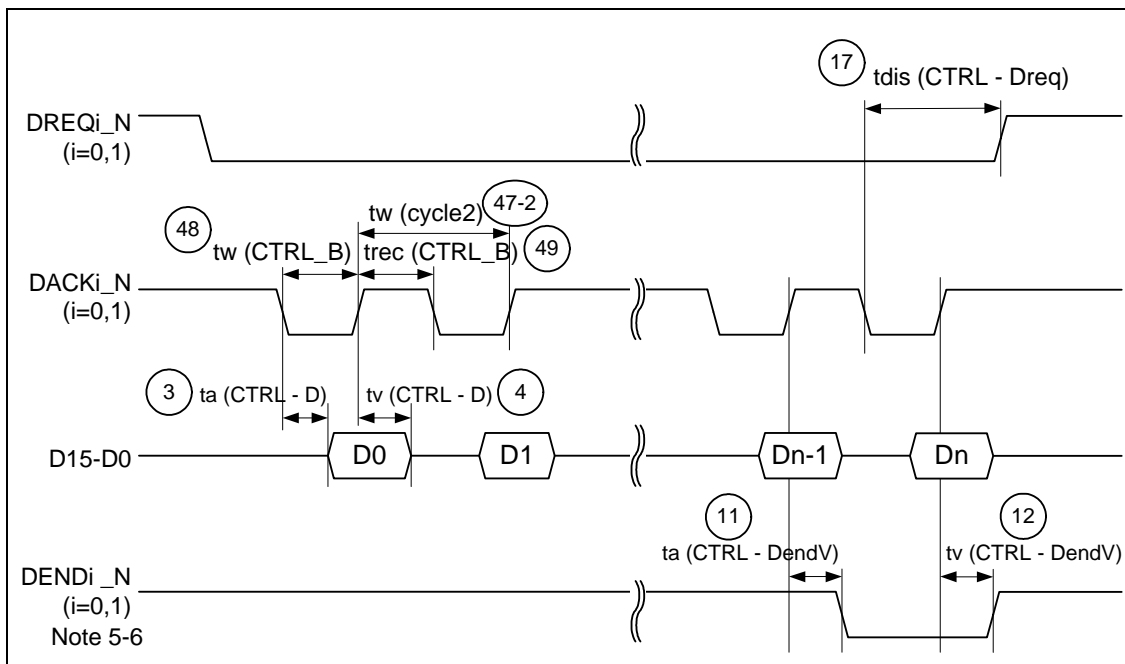 17
tdis (CTRL - Dreq)
DREQi_N
(i=0,1)
47-2
tw (cycle2)
48
tw (CTRL_B)
trec (CTRL_B)
49
DACKi_N
(i=0,1)
3
ta (CTRL - D)
tv (CTRL - D)
4
D15-D0
D0
D1
Dn-1
Dn
11
12
ta (CTRL - DendV)
tv (CTRL - DendV)
DENDi _N
(i=0,1)
Note 5-6